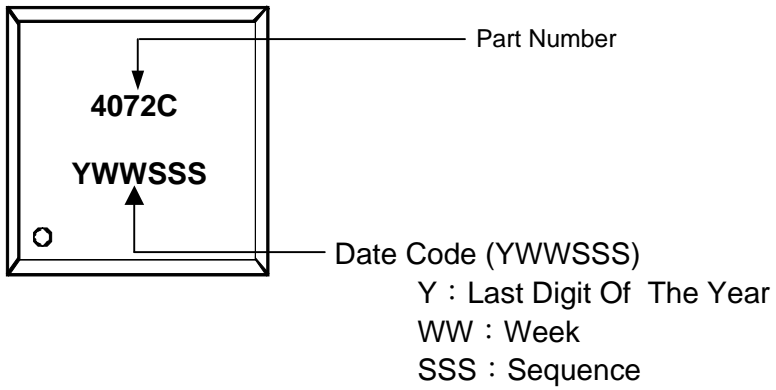 Part Number
4072C
YWWSSS
Date Code (YWWSSS)
Y：Last Digit Of The Year
WW：Week
SSS：Sequence